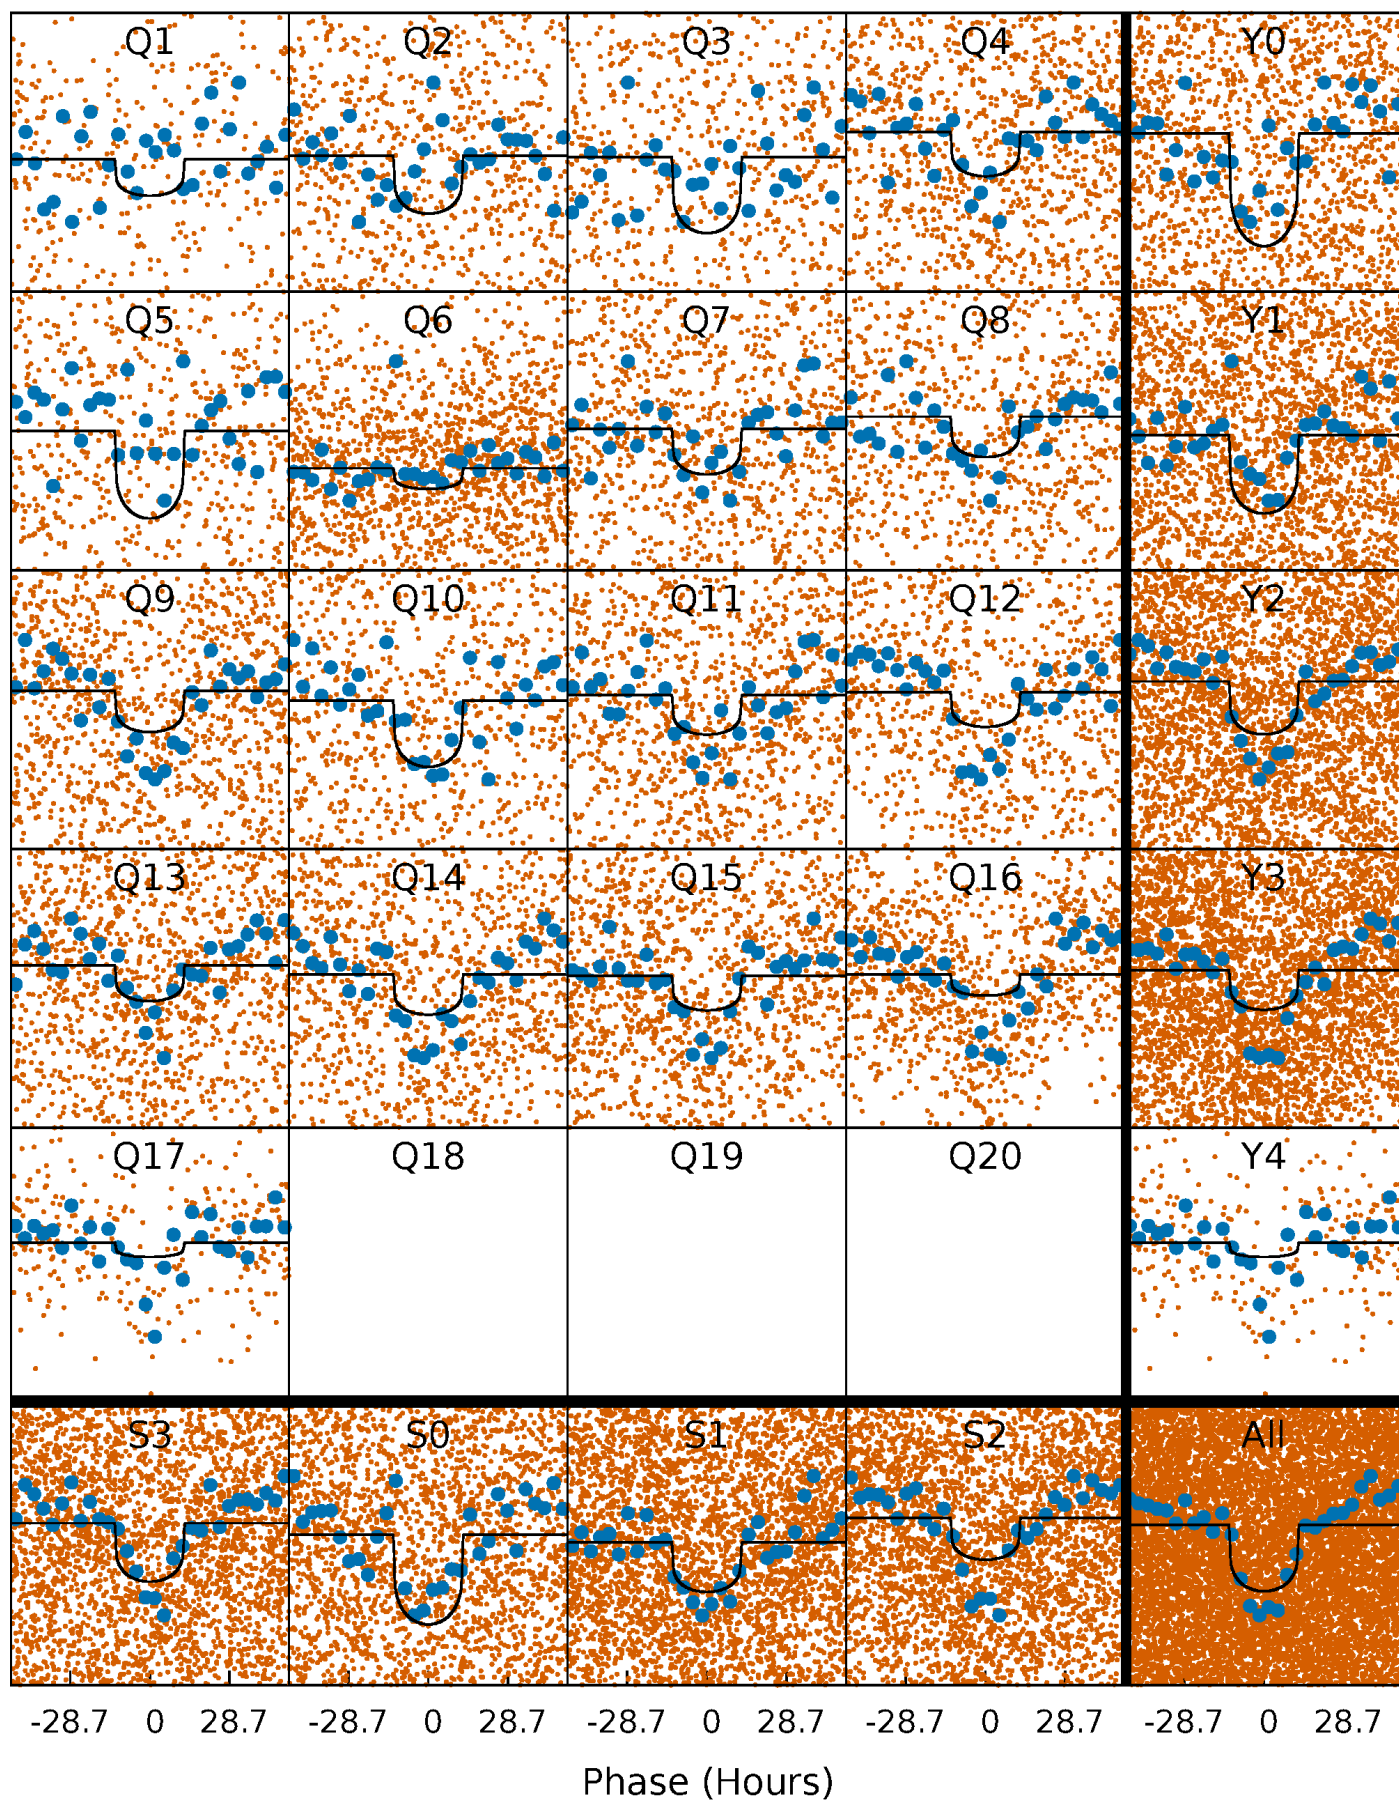 Q1 Q2 Q3 Q4 Y0
Q5 Q6 Q7 Q8 Y1
Q9 Q10 Q11 Q12 Y2
Q13 Q14 Q15 Q16 Y3
Q17 Q18 Q19 Q20 Y4
S3 S0 S1 S2 All
-28.7 0 28.7 -28.7 0 28.7 -28.7 0 28.7 -28.7 0 28.7 -28.7 0 28.7
Phase (Hours)